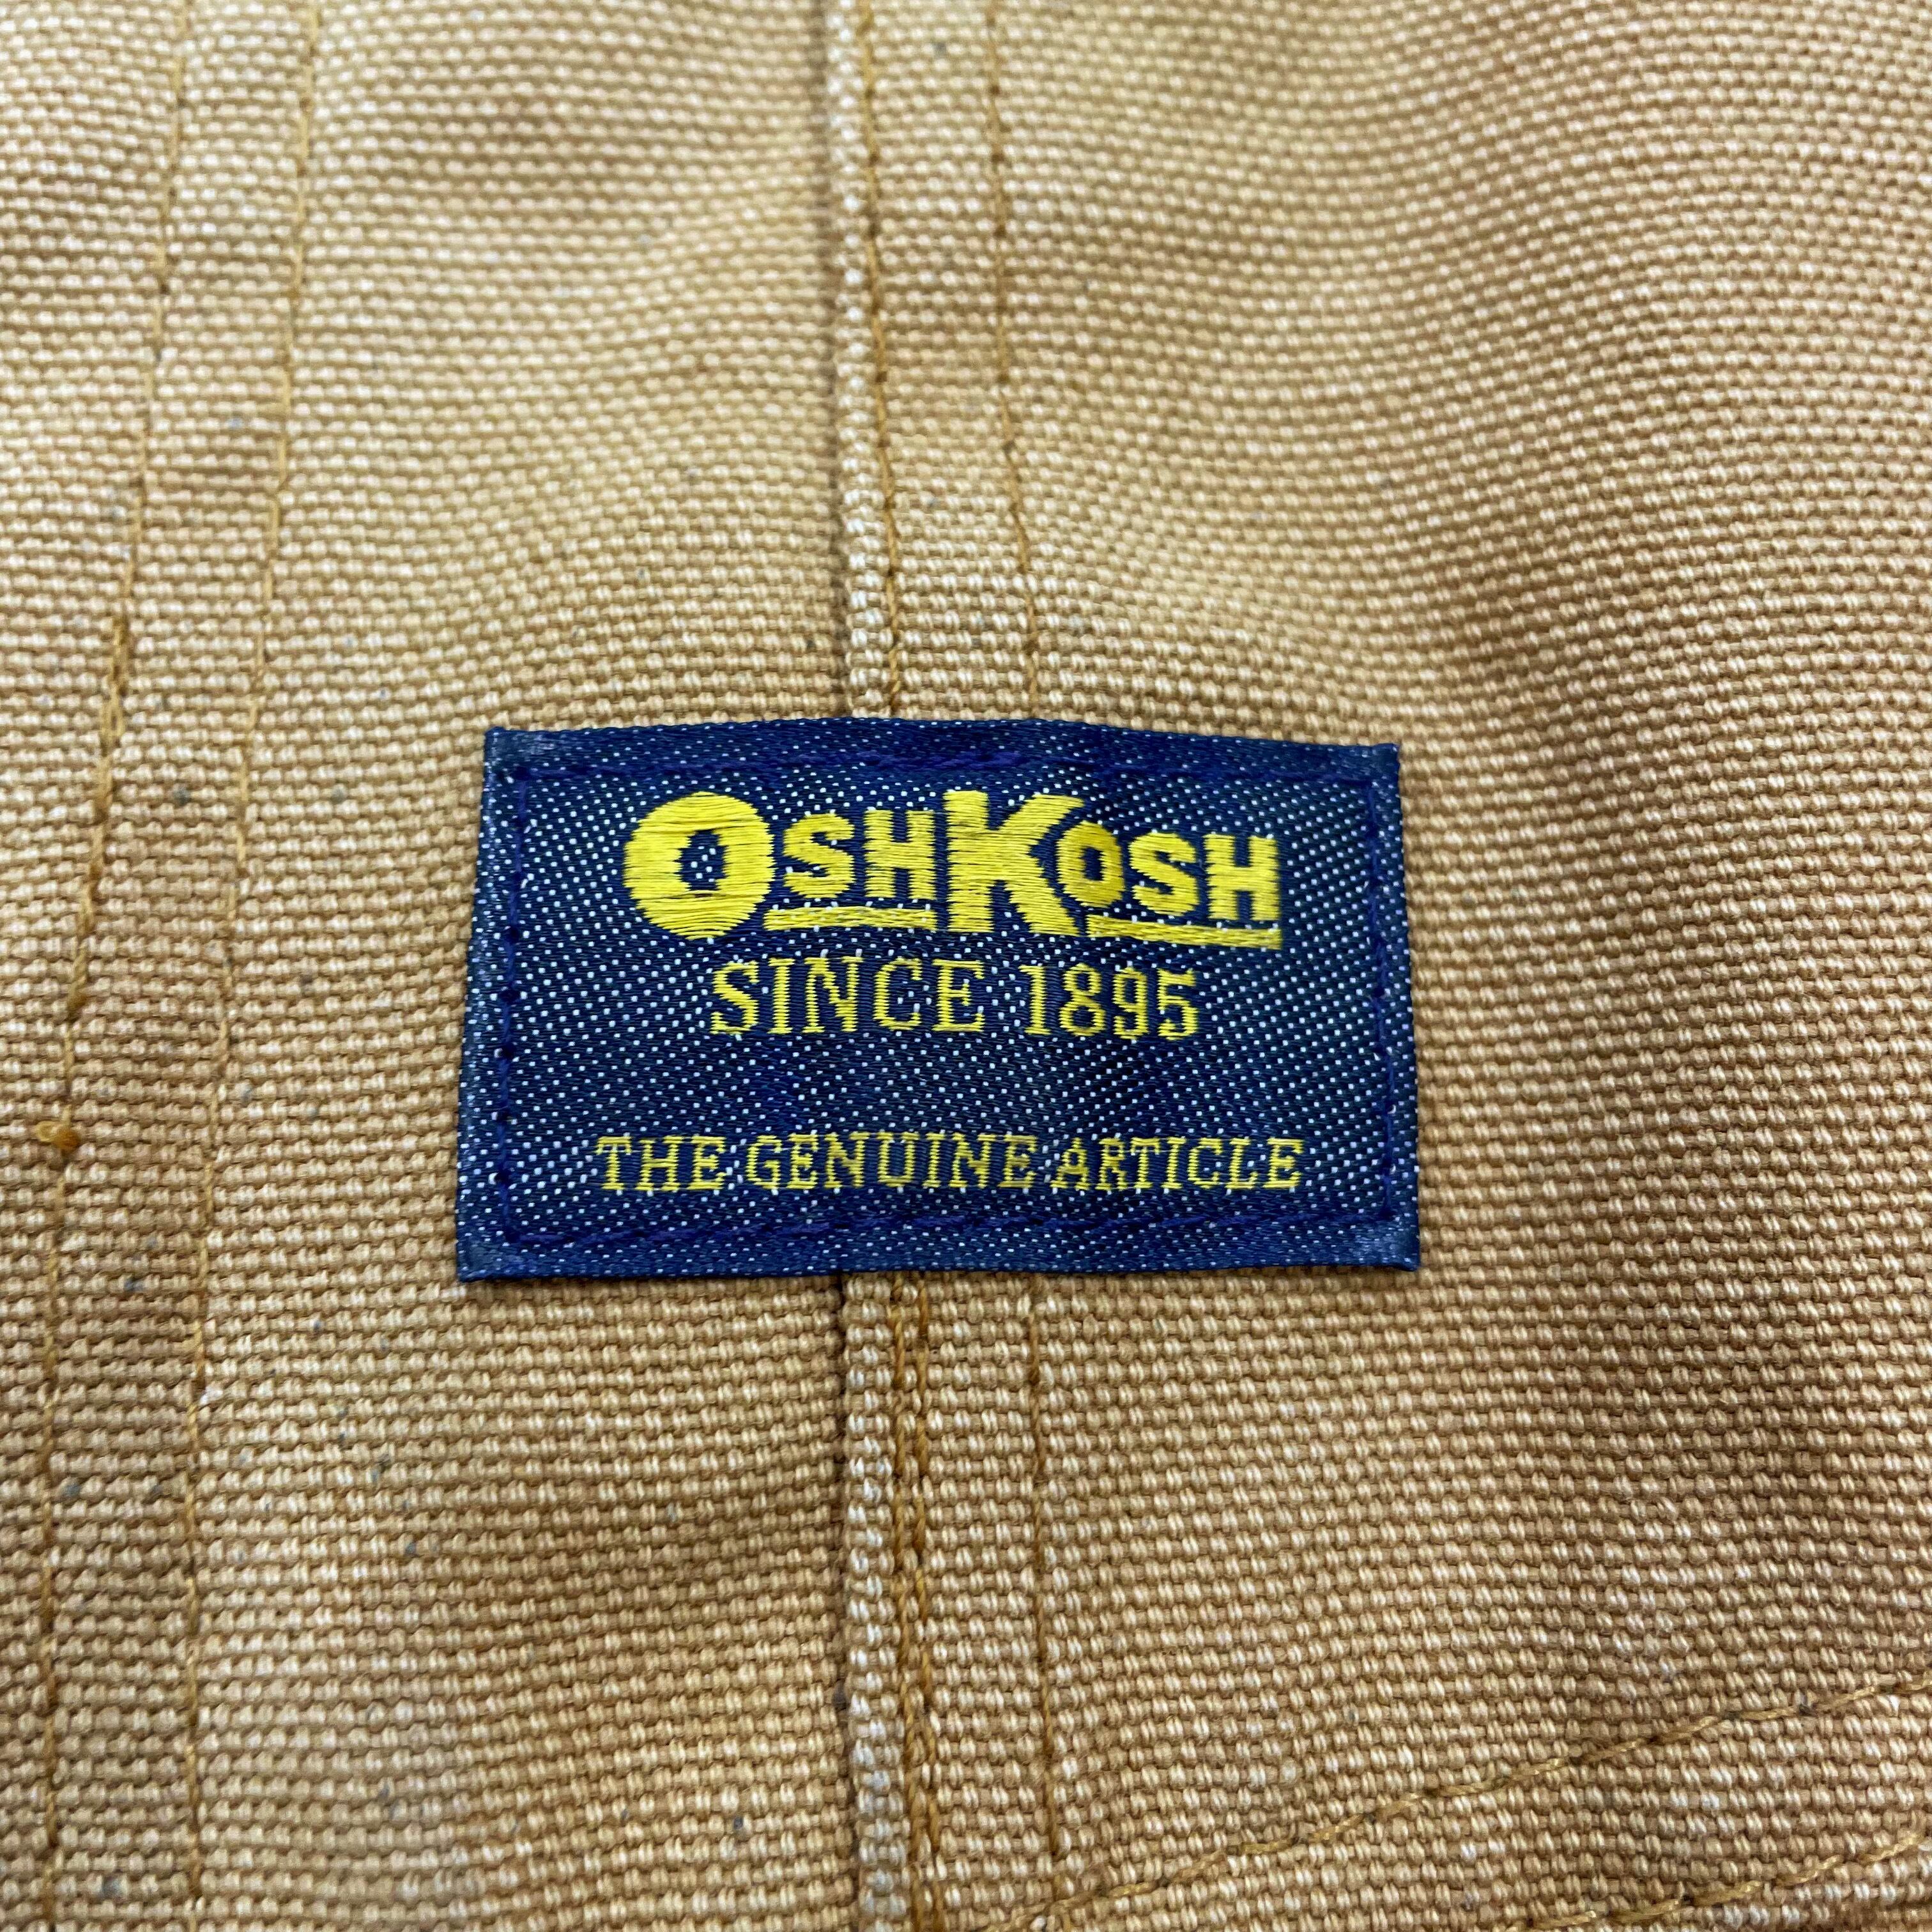 OSHKOSH
SINCE 1895
THE GENUINE ARTICLE